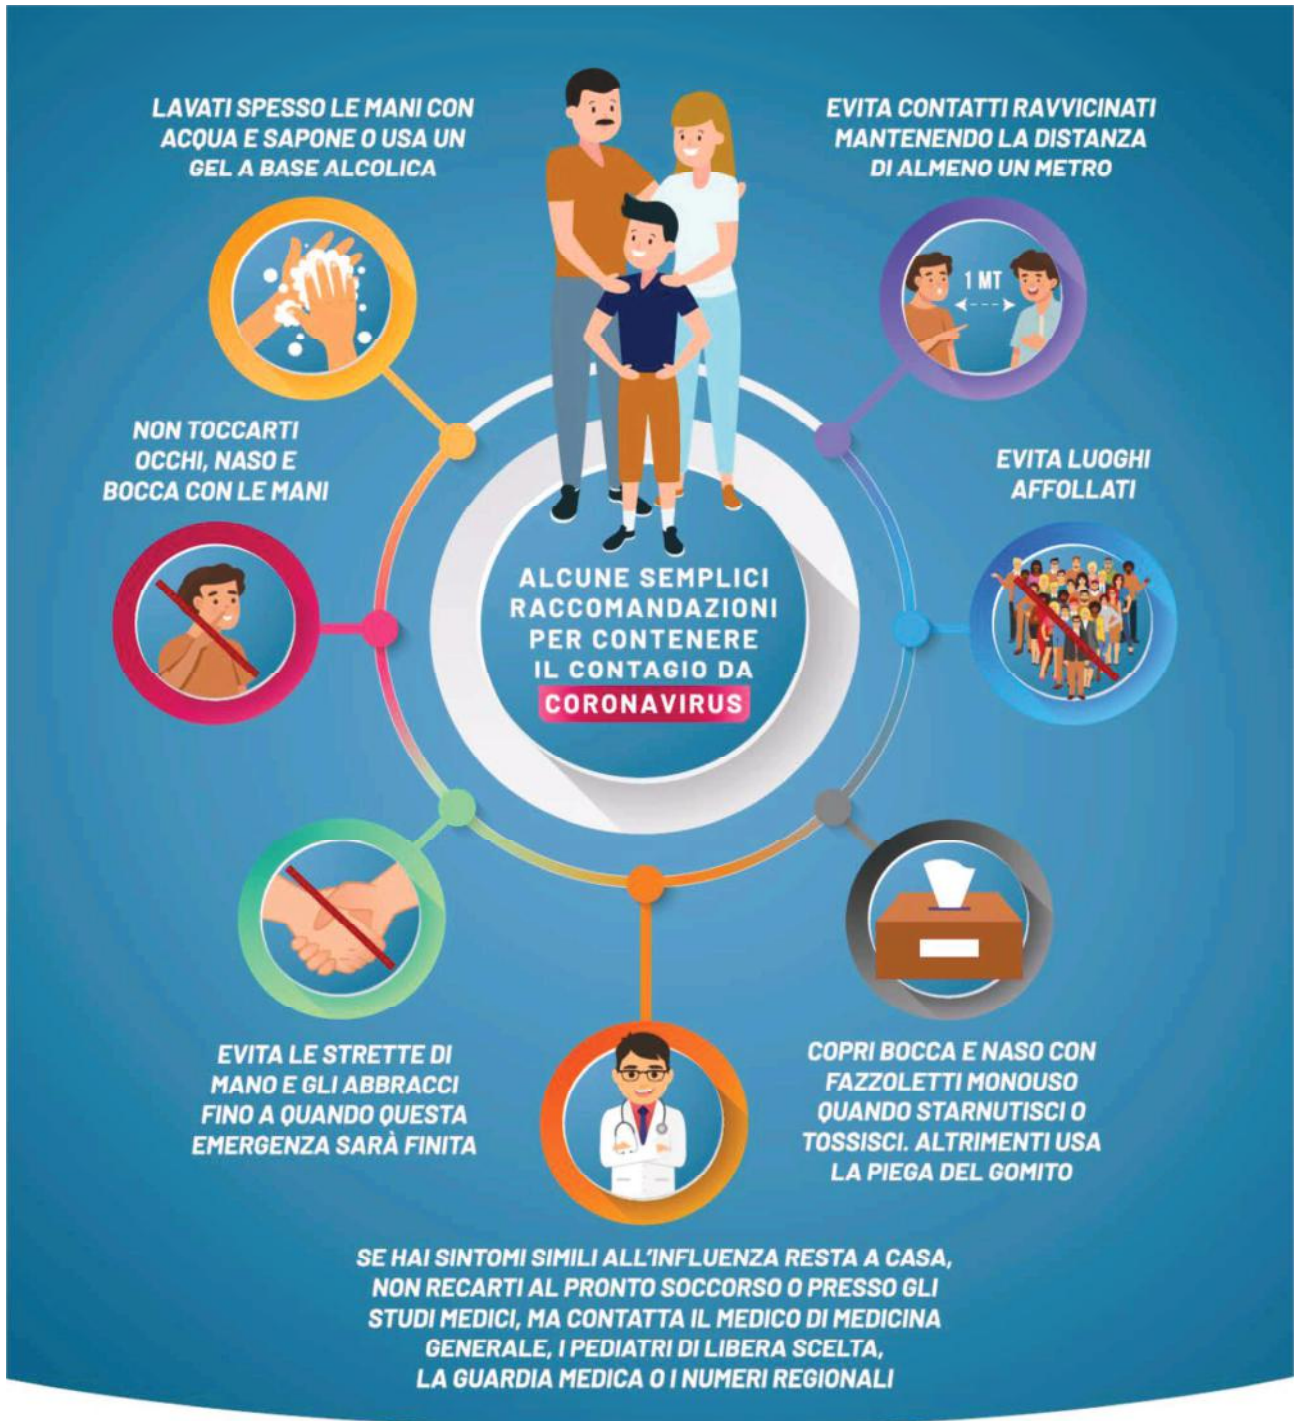 LAVATI SPESSO LE MANI CON
ACQUA E SAPONE O USA UN
GEL A BASE ALCOLICA
EVITA CONTATTI RAVVICINATI
MANTENENDO LA DISTANZA
DI ALMENO UN METRO
1 MT
NON TOCCARTI
OCCHI, NASO E
BOCCA CON LE MANI
EVITA LUOGHI
AFFOLLATI
ALCUNE SEMPLICI
RACCOMANDAZIONI
PER CONTENERE
IL CONTAGIO DA
CORONAVIRUS
EVITA LE STRETTE DI
MANO E GLI ABBRACCI
FINO A QUANDO QUESTA
EMERGENZA SARÀ FINITA
COPRI BOCCA E NASO CON
FAZZOLETTI MONOUSO
QUANDO STARNUTISCI O
TOSSISCI. ALTRIMENTI USA
LA PIEGA DEL GOMITO
SE HAI SINTOMI SIMILI ALL'INFLUENZA RESTA A CASA,
NON RECARTI AL PRONTO SOCCORSO O PRESSO GLI
STUDI MEDICI, MA CONTATTA IL MEDICO DI MEDICINA
GENERALE, I PEDIATRI DI LIBERA SCELTA,
LA GUARDIA MEDICA O I NUMERI REGIONALI